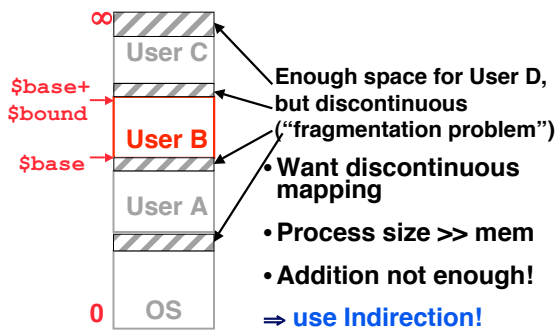 ∞
User C
$base+
$bound
User B
$base
User A
0
OS
Enough space for User D,
but discontinuous
(“fragmentation problem”)
• Want discontinuous
mapping
• Process size >> mem
• Addition not enough!
⇒ use Indirection!